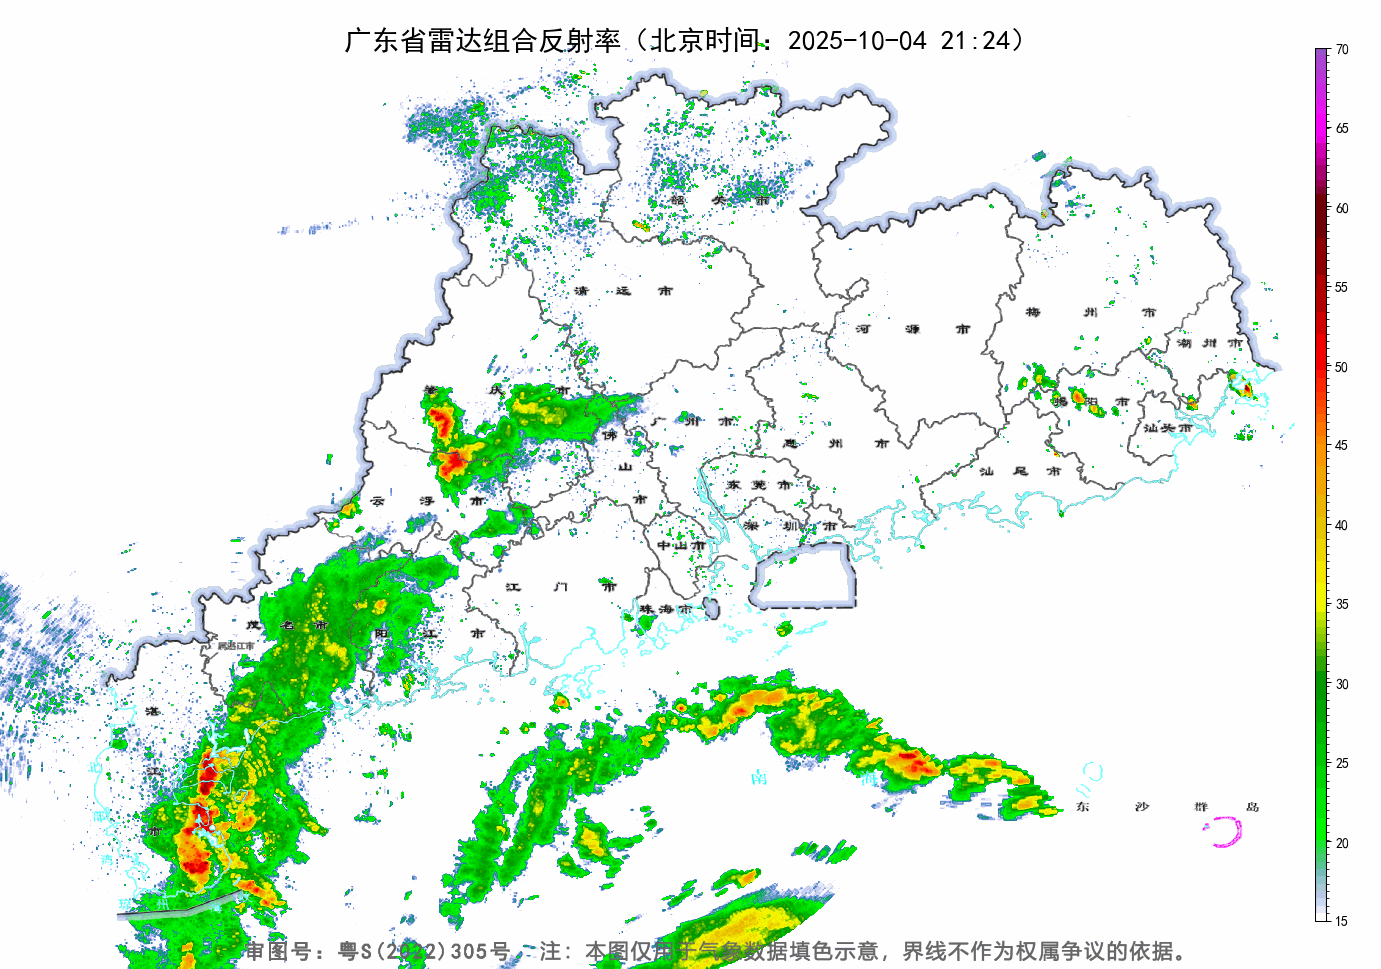 广东省雷达组合反射率（北京时间：2025-10-04 21:24）
70
65
60
55
50
45
40
35
30
25
20
15
韶关市
清远市
河源市
梅州市
潮州市
肇庆市
揭阳市
汕头市
广州市
佛山市
惠州市
汕尾市
云浮市
东莞市
深圳市
中山市
江门市
珠海市
茂名市
阳江市
属湛江市
湛江市
南海
东沙群岛
审图号：粤S(2022)305号 注：本图仅用于气象数据填色示意，界线不作为权属争议的依据。